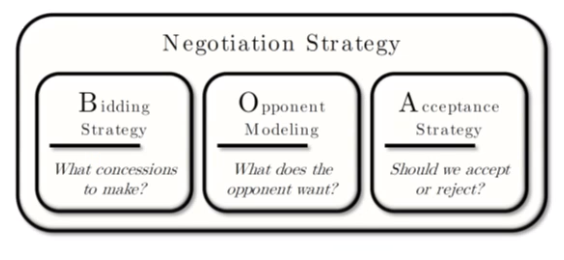 Negotiation Strategy
Bidding
Strategy
What concessions
to make?
Opponent
Modeling
What does the
opponent want?
Acceptance
Strategy
Should we accept
or reject?